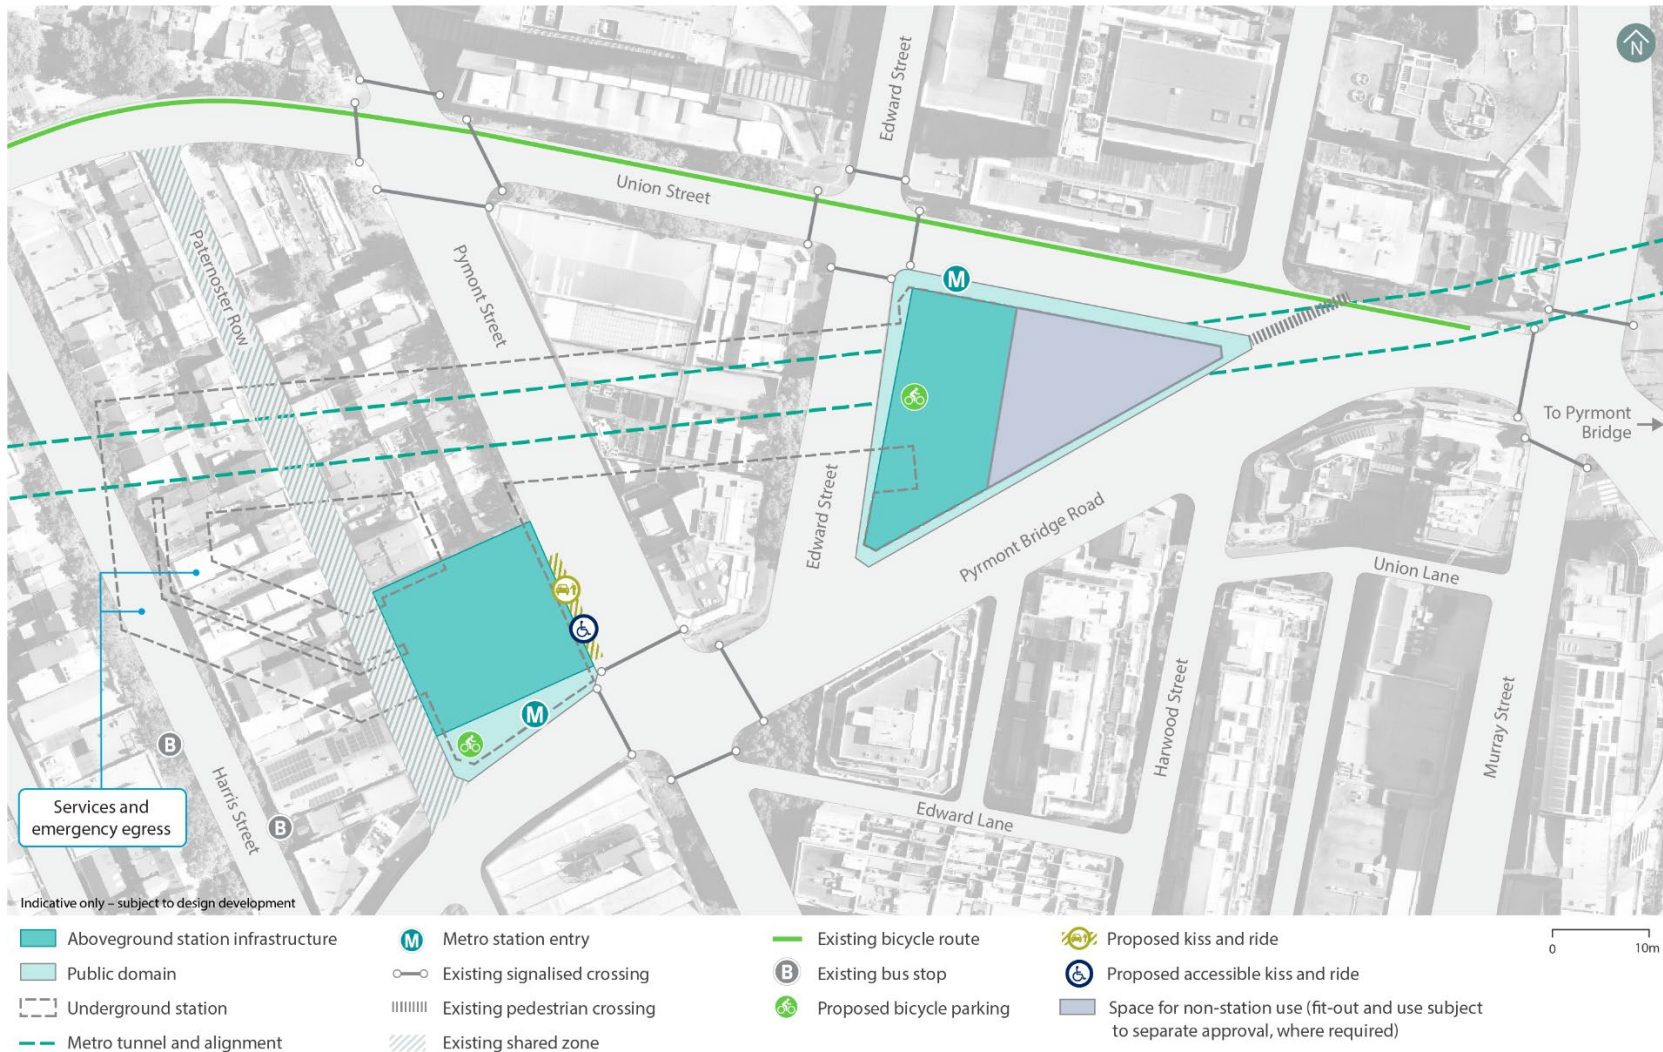 N
Edward Street
Union Street
Paternoster Row
Pymont Street
M
To Pyrmont
Bridge
Edward Street
Pyrmont Bridge Road
Union Lane
M
Harwood Street
Murray Street
B
Services and
emergency egress
Harris Street
B
Edward Lane
Indicative only – subject to design development
Aboveground station infrastructure
Public domain
Underground station
Metro tunnel and alignment
M Metro station entry
Existing signalised crossing
Existing pedestrian crossing
Existing shared zone
Existing bicycle route
B Existing bus stop
Proposed bicycle parking
Proposed kiss and ride
Proposed accessible kiss and ride
Space for non-station use (fit-out and use subject
to separate approval, where required)
0 10m